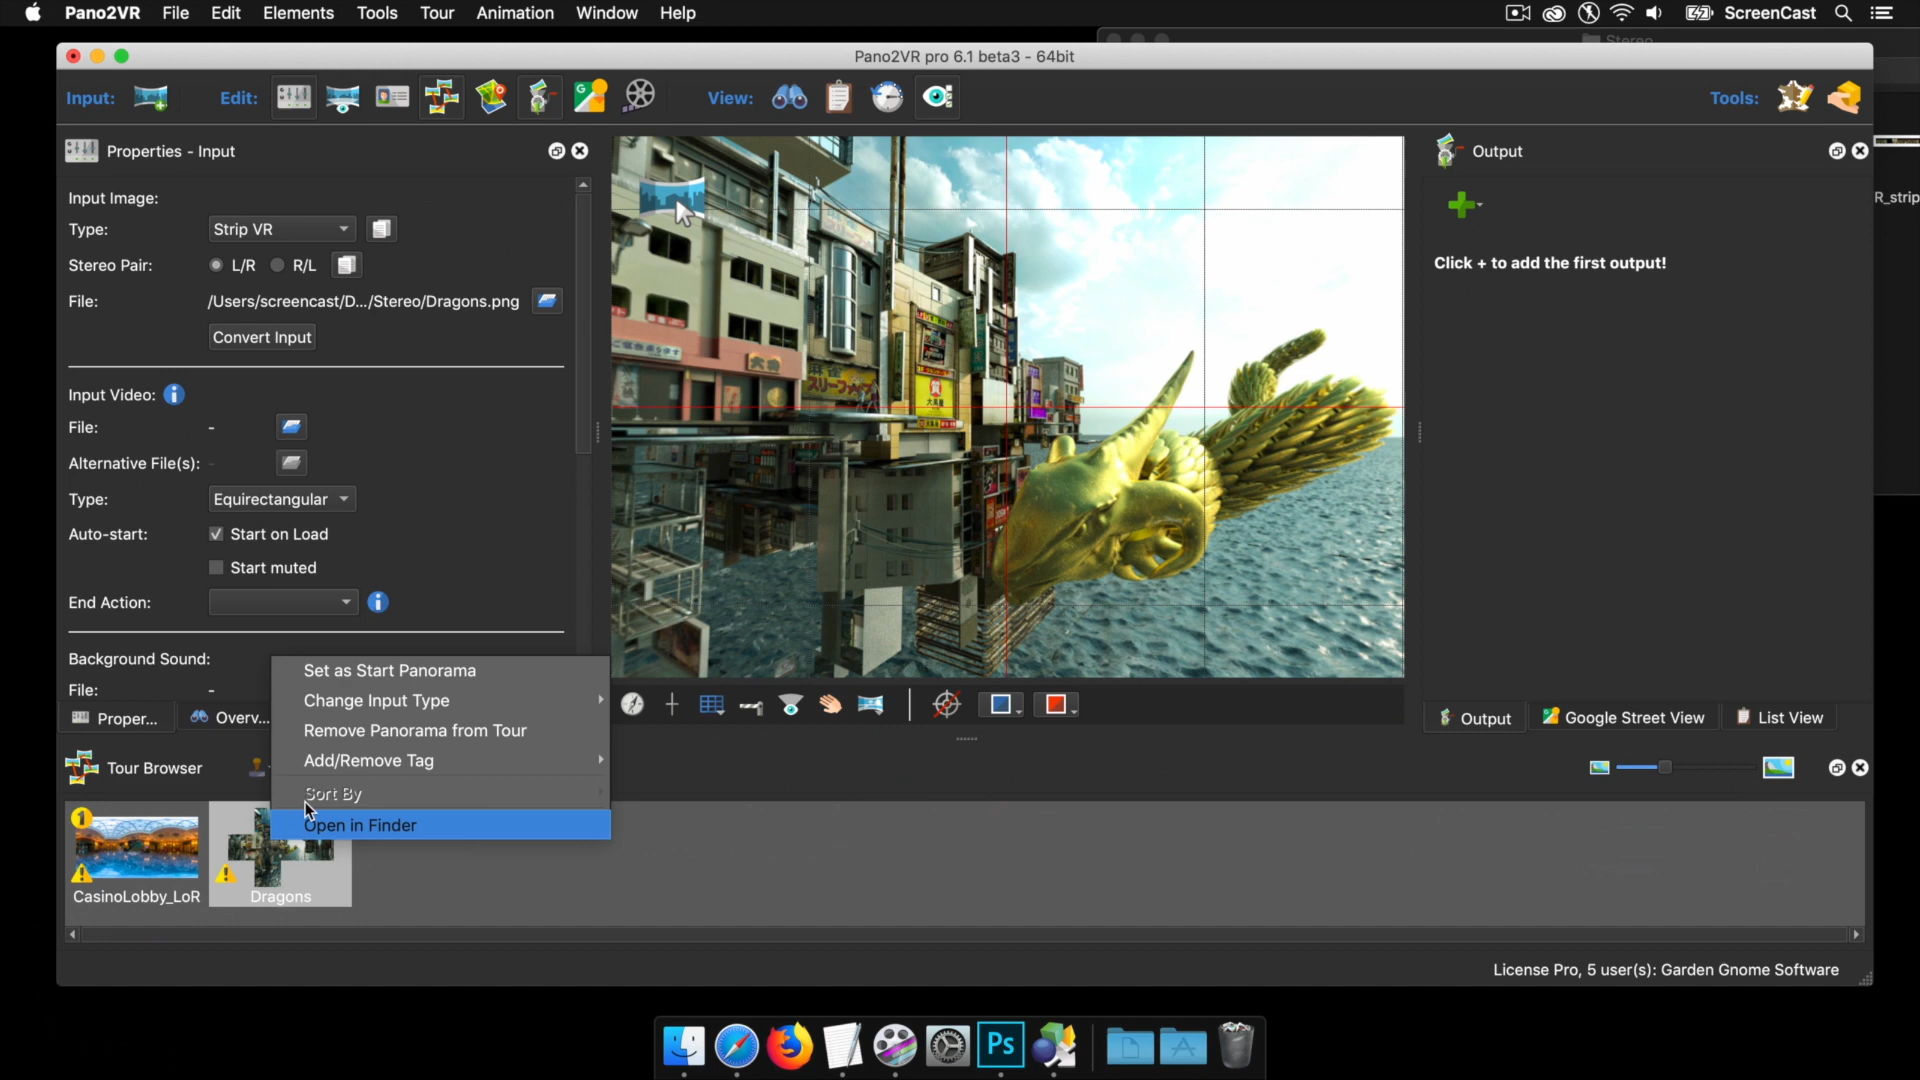 Pano2VR File Edit Elements Tools Tour Animation Window Help
ScreenCast
Stereo
Pano2VR pro 6.1 beta3 - 64bit
Input: Edit: View: Tools:
Properties - Input
Input Image:
Type: Strip VR
Stereo Pair: L/R R/L
File: /Users/screencast/D.../Stereo/Dragons.png
Convert Input
Input Video:
File: -
Alternative File(s): -
Type: Equirectangular
Auto-start: Start on Load
Start muted
End Action:
Background Sound:
File: -
Proper... Overv...
Set as Start Panorama
Change Input Type
Remove Panorama from Tour
Add/Remove Tag
Sort By
Open in Finder
Output
Click + to add the first output!
R_strip
Output Google Street View List View
Tour Browser
1
CasinoLobby_LoR
Dragons
License Pro, 5 user(s): Garden Gnome Software
Ps